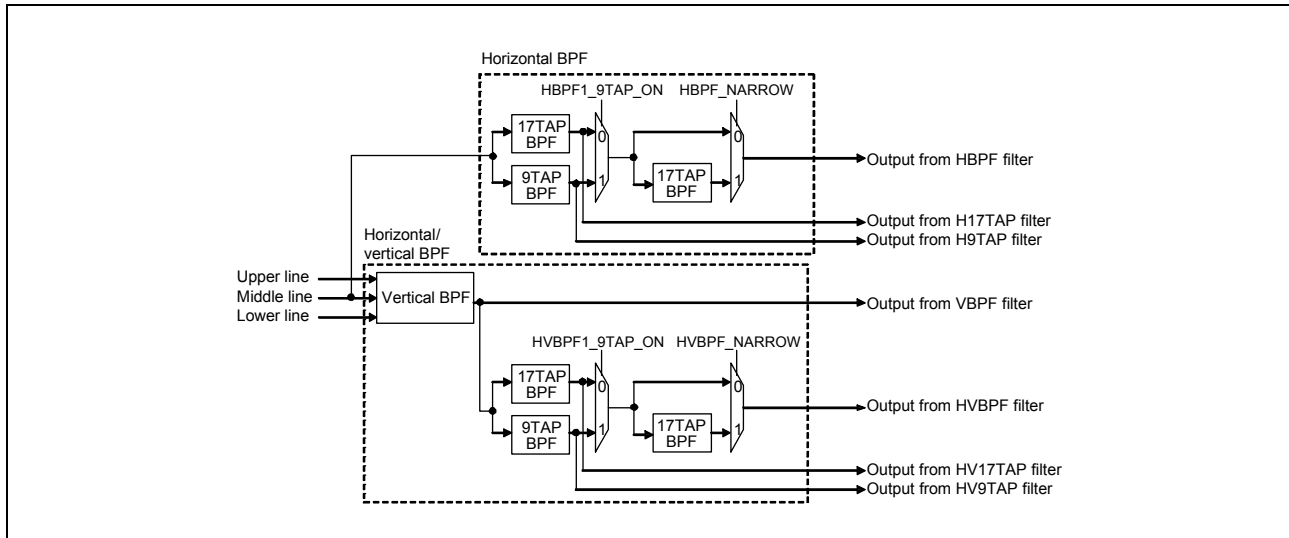 Horizontal BPF
HBPF1_9TAP_ON
HBPF_NARROW
17TAP
BPF
0
0
Output from HBPF filter
9TAP
BPF
1
17TAP
BPF
1
Output from H17TAP filter
Output from H9TAP filter
Horizontal/
vertical BPF
Upper line
Middle line
Lower line
Vertical BPF
Output from VBPF filter
HVBPF1_9TAP_ON
HVBPF_NARROW
17TAP
BPF
0
0
Output from HVBPF filter
9TAP
BPF
1
17TAP
BPF
1
Output from HV17TAP filter
Output from HV9TAP filter